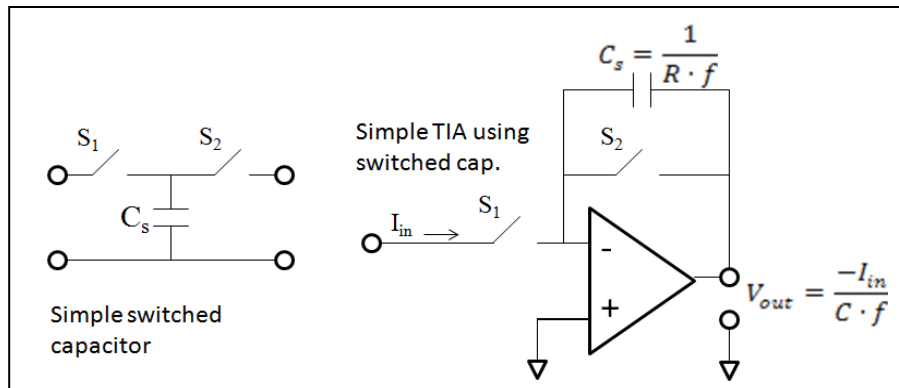 S₁
S₂
Cₛ
Simple switched
capacitor
Simple TIA using
switched cap.
Cₛ = 1 / (R · f)
S₂
S₁
Iᵢₙ
-
+
Vₒᵤₜ = -Iᵢₙ / (C · f)